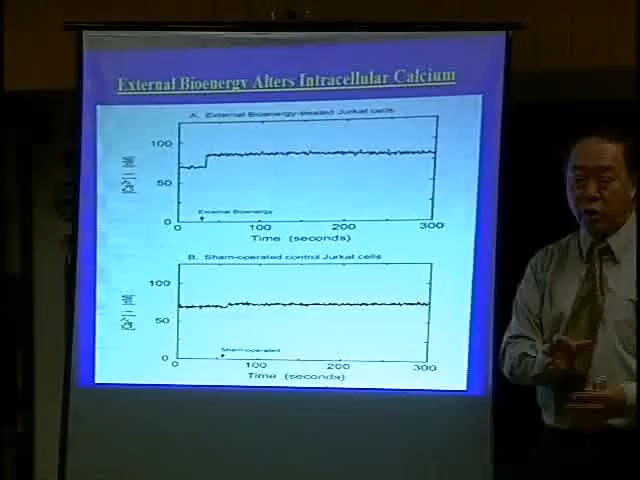 External Bioenergy Alters Intracellular Calcium
A. External Bioenergy-treated Jurkat cells
100
50
0
[Ca2+]i nM
External Bioenergy
100
200
300
Time (seconds)
B. Sham-operated control Jurkat cells
100
50
0
[Ca2+]i nM
Sham-operated
100
200
300
Time (seconds)